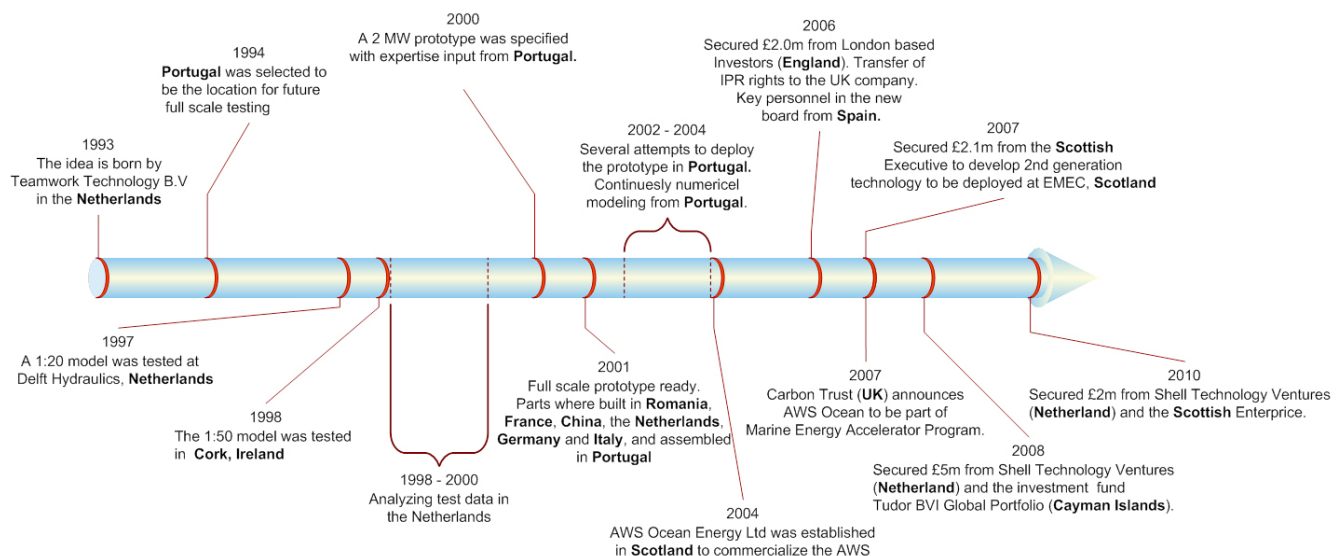 1993
The idea is born by
Teamwork Technology B.V
in the Netherlands
1994
Portugal was selected to
be the location for future
full scale testing
2000
A 2 MW prototype was specified
with expertise input from Portugal.
2002 - 2004
Several attempts to deploy
the prototype in Portugal.
Continuesly numericel
modeling from Portugal.
2006
Secured £2.0m from London based
Investors (England). Transfer of
IPR rights to the UK company.
Key personnel in the new
board from Spain.
2007
Secured £2.1m from the Scottish
Executive to develop 2nd generation
technology to be deployed at EMEC, Scotland
1997
A 1:20 model was tested at
Delft Hydraulics, Netherlands
1998
The 1:50 model was tested
in Cork, Ireland
1998 - 2000
Analyzing test data in
the Netherlands
2001
Full scale prototype ready.
Parts where built in Romania,
France, China, the Netherlands,
Germany and Italy, and assembled
in Portugal
2004
AWS Ocean Energy Ltd was established
in Scotland to commercialize the AWS
2007
Carbon Trust (UK) announces
AWS Ocean to be part of
Marine Energy Accelerator Program.
2008
Secured £5m from Shell Technology Ventures
(Netherland) and the investment fund
Tudor BVI Global Portfolio (Cayman Islands).
2010
Secured £2m from Shell Technology Ventures
(Netherland) and the Scottish Enterprice.